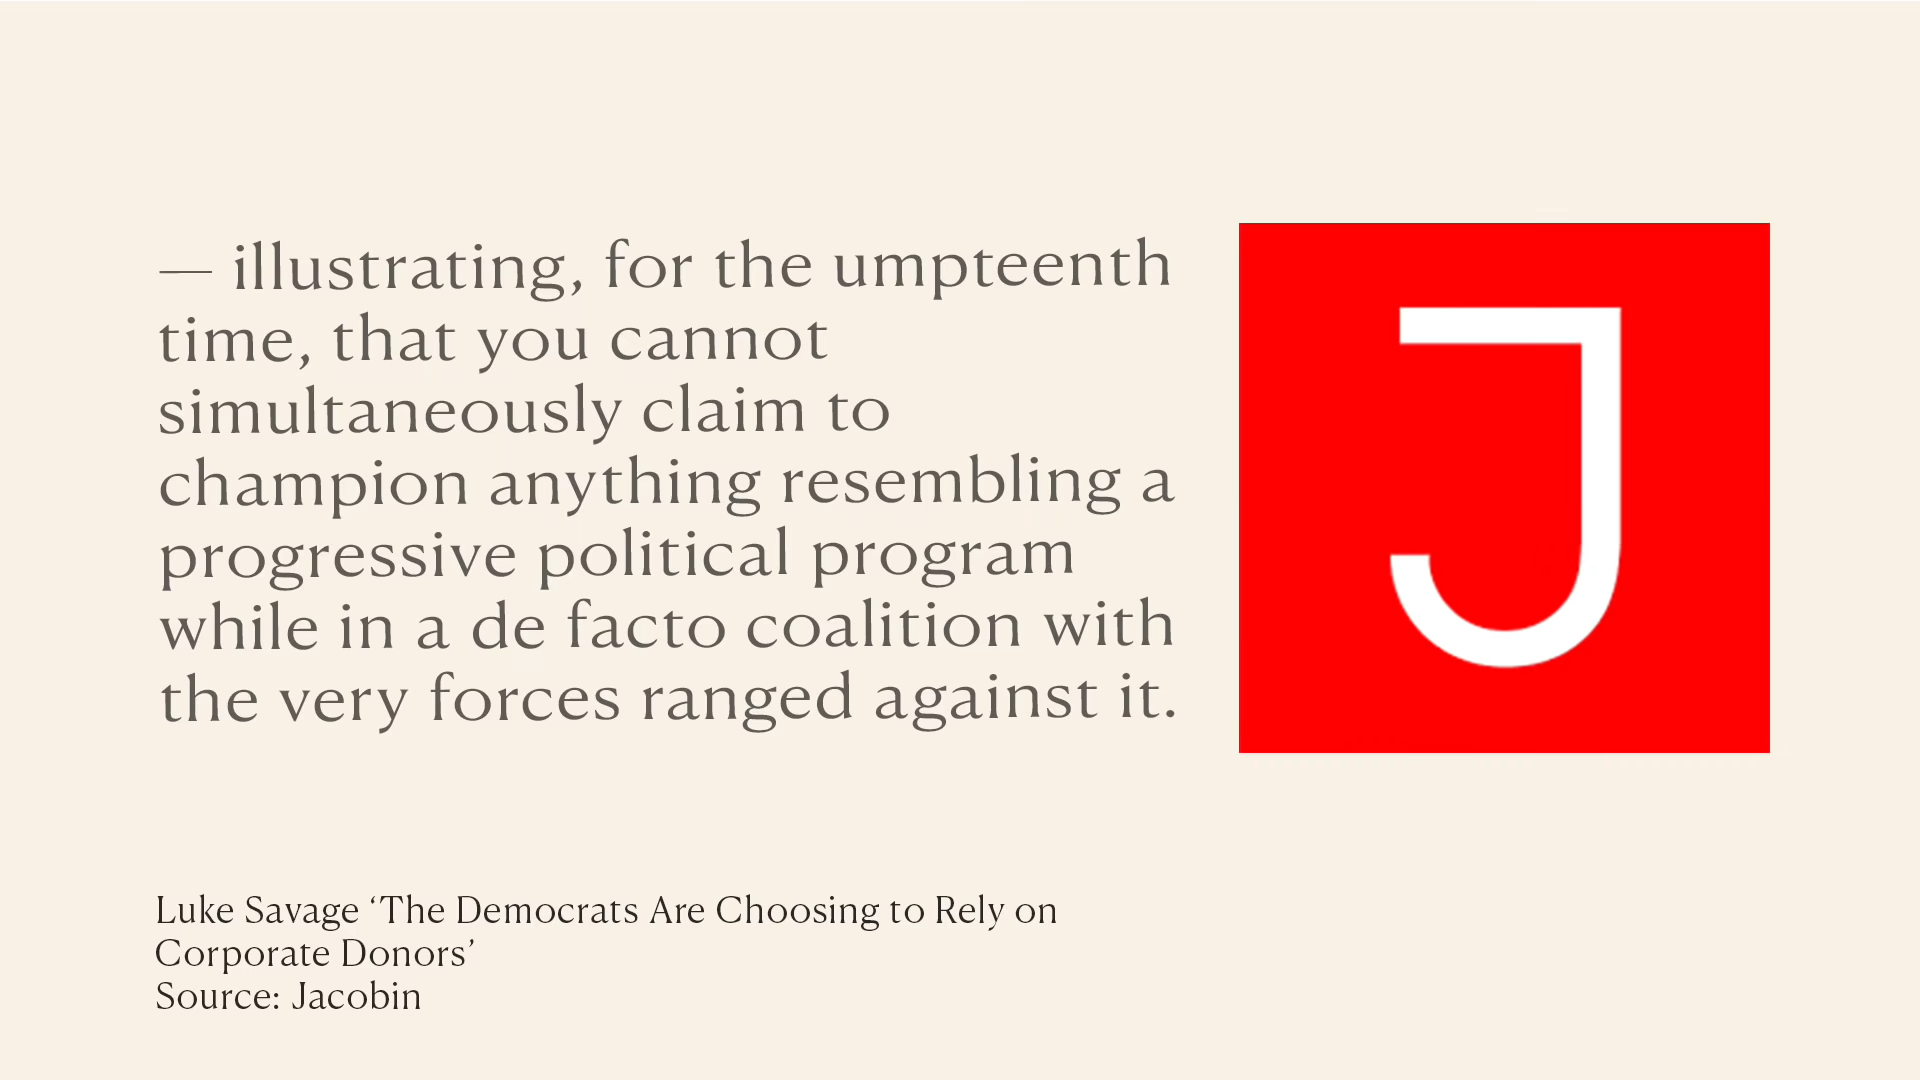 — illustrating, for the umpteenth
time, that you cannot
simultaneously claim to
champion anything resembling a
progressive political program
while in a de facto coalition with
the very forces ranged against it.
J
Luke Savage ‘The Democrats Are Choosing to Rely on
Corporate Donors’
Source: Jacobin